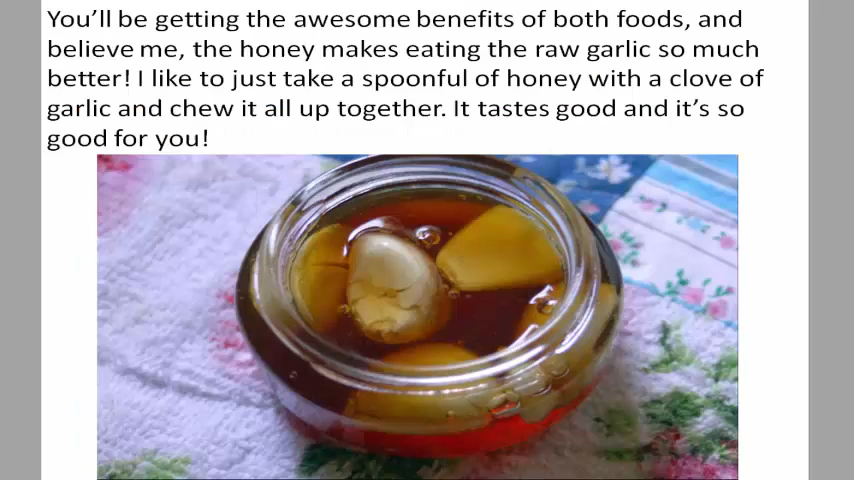 You’ll be getting the awesome benefits of both foods, and
believe me, the honey makes eating the raw garlic so much
better! I like to just take a spoonful of honey with a clove of
garlic and chew it all up together. It tastes good and it’s so
good for you!